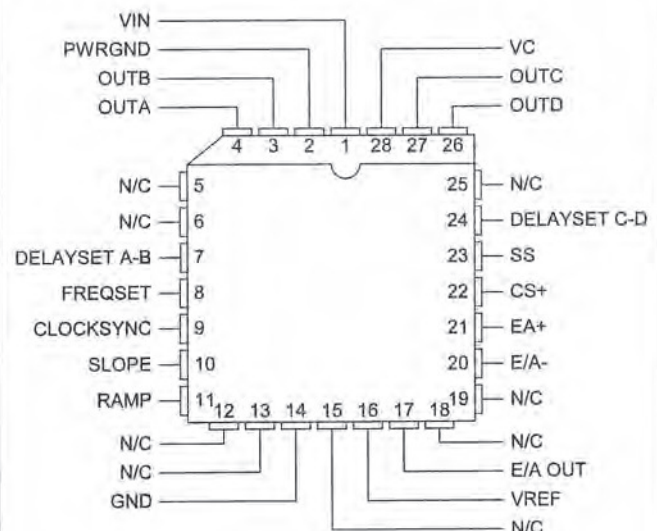 VIN
PWRGND
OUTB
OUTA
VC
OUTC
OUTD
4 3 2 1 28 27 26
N/C 5 25 N/C
N/C 6 24 DELAYSET C-D
DELAYSET A-B 7 23 SS
FREQSET 8 22 CS+
CLOCKSYNC 9 21 EA+
SLOPE 10 20 E/A-
RAMP 11 19 N/C
12 13 14 15 16 17 18
N/C
N/C
GND
N/C
E/A OUT
VREF
N/C